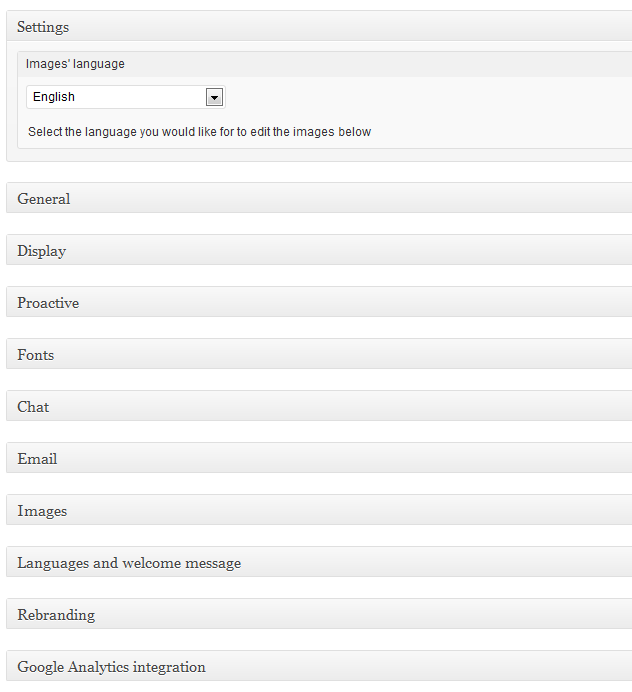 Settings
Images' language
English
Select the language you would like for to edit the images below
General
Display
Proactive
Fonts
Chat
Email
Images
Languages and welcome message
Rebranding
Google Analytics integration